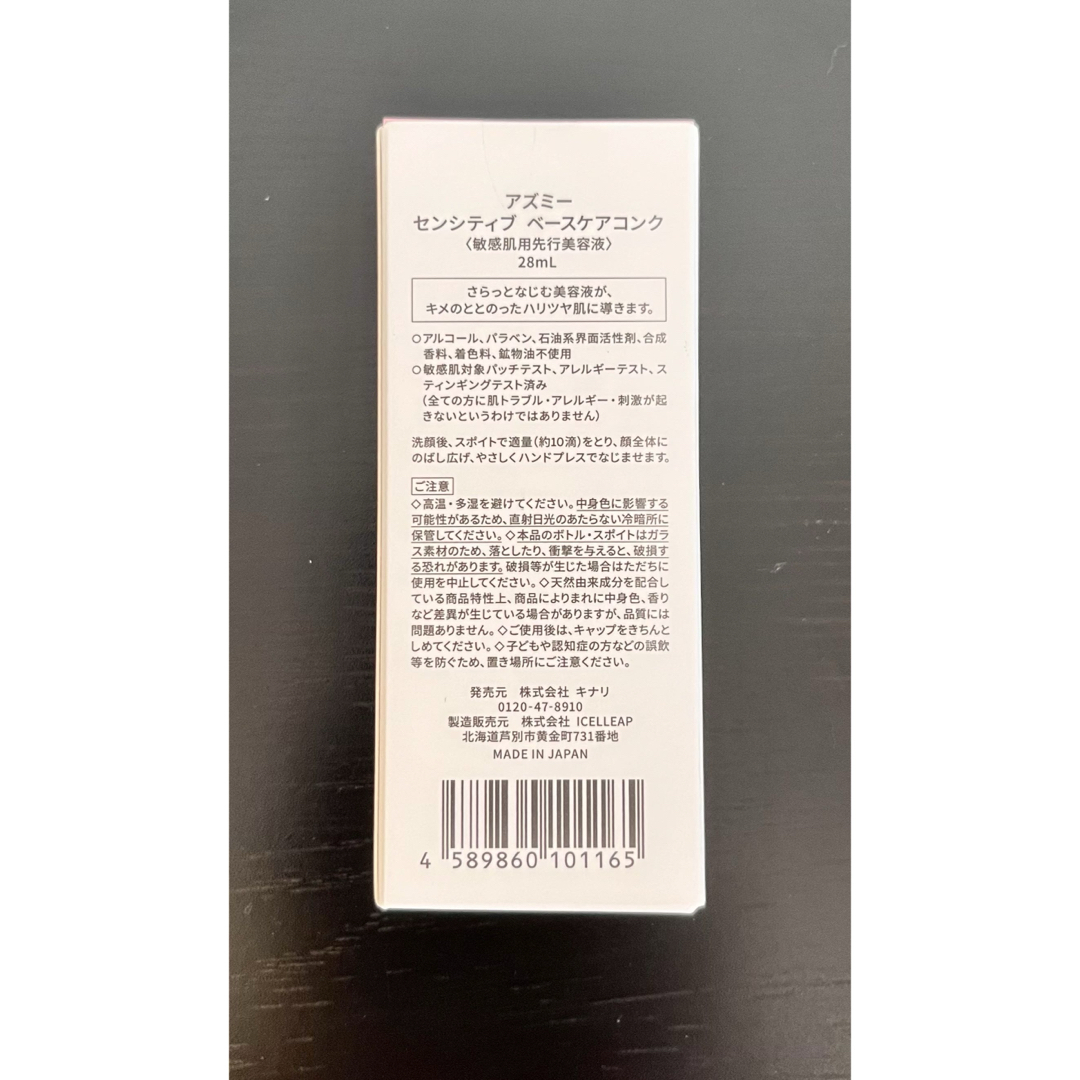 アズミー
センシティブ ベースケアコンク
〈敏感肌用先行美容液〉
28mL
さらっとなじむ美容液が、
キメのととのったハリツヤ肌に導きます。
○アルコール、パラベン、石油系界面活性剤、合成
香料、着色料、鉱物油不使用
○敏感肌対象パッチテスト、アレルギーテスト、ス
ティンギングテスト済み
(全ての方に肌トラブル・アレルギー・刺激が起
きないというわけではありません)
洗顔後、スポイトで適量(約10滴)をとり、顔全体に
のばし広げ、やさしくハンドプレスでなじませます。
ご注意
◇高温・多湿を避けてください。中身色に影響する
可能性があるため、直射日光のあたらない冷暗所に
保管してください。◇本品のボトル・スポイトはガラ
ス素材のため、落としたり、衝撃を与えると、破損す
る恐れがあります。破損等が生じた場合はただちに
使用を中止してください。◇天然由来成分を配合し
ている商品特性上、商品によりまれに中身色、香り
など差異が生じている場合がありますが、品質には
問題ありません。◇ご使用後は、キャップをきちんと
しめてください。◇子どもや認知症の方などの誤飲
等を防ぐため、置き場所にご注意ください。
発売元 株式会社 キナリ
0120-47-8910
製造販売元 株式会社 ICELLEAP
北海道芦別市黄金町731番地
MADE IN JAPAN
4 589860 101165